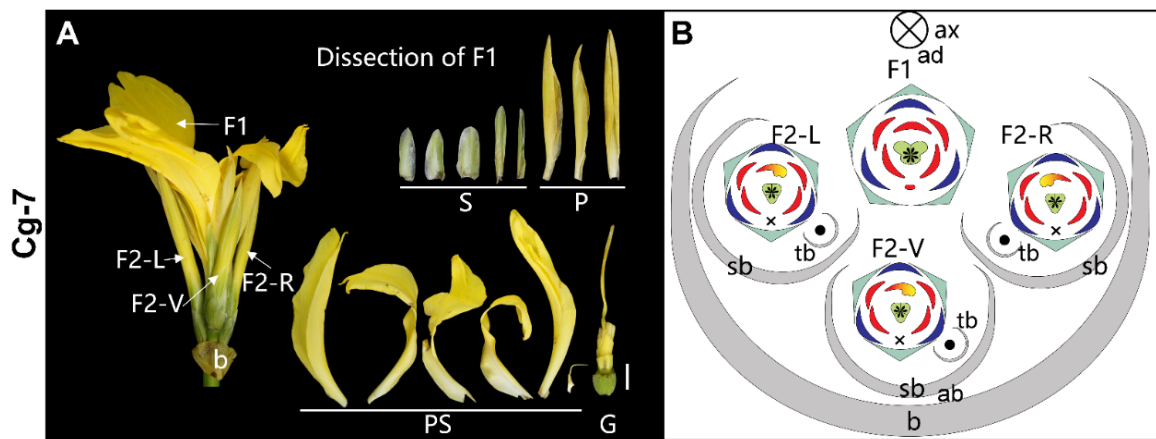 Cg-7
A
Dissection of F1
F1
S
P
F2-L
F2-V
F2-R
b
PS
G
B
ax
ad
F1
F2-L
F2-R
F2-V
tb
tb
sb
sb
tb
sb
ab
b